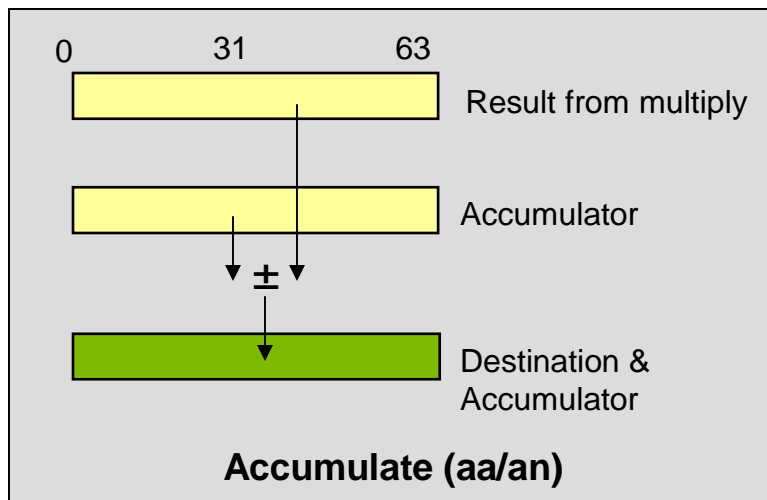 0 31 63
Result from multiply
Accumulator
±
Destination &
Accumulator
Accumulate (aa/an)